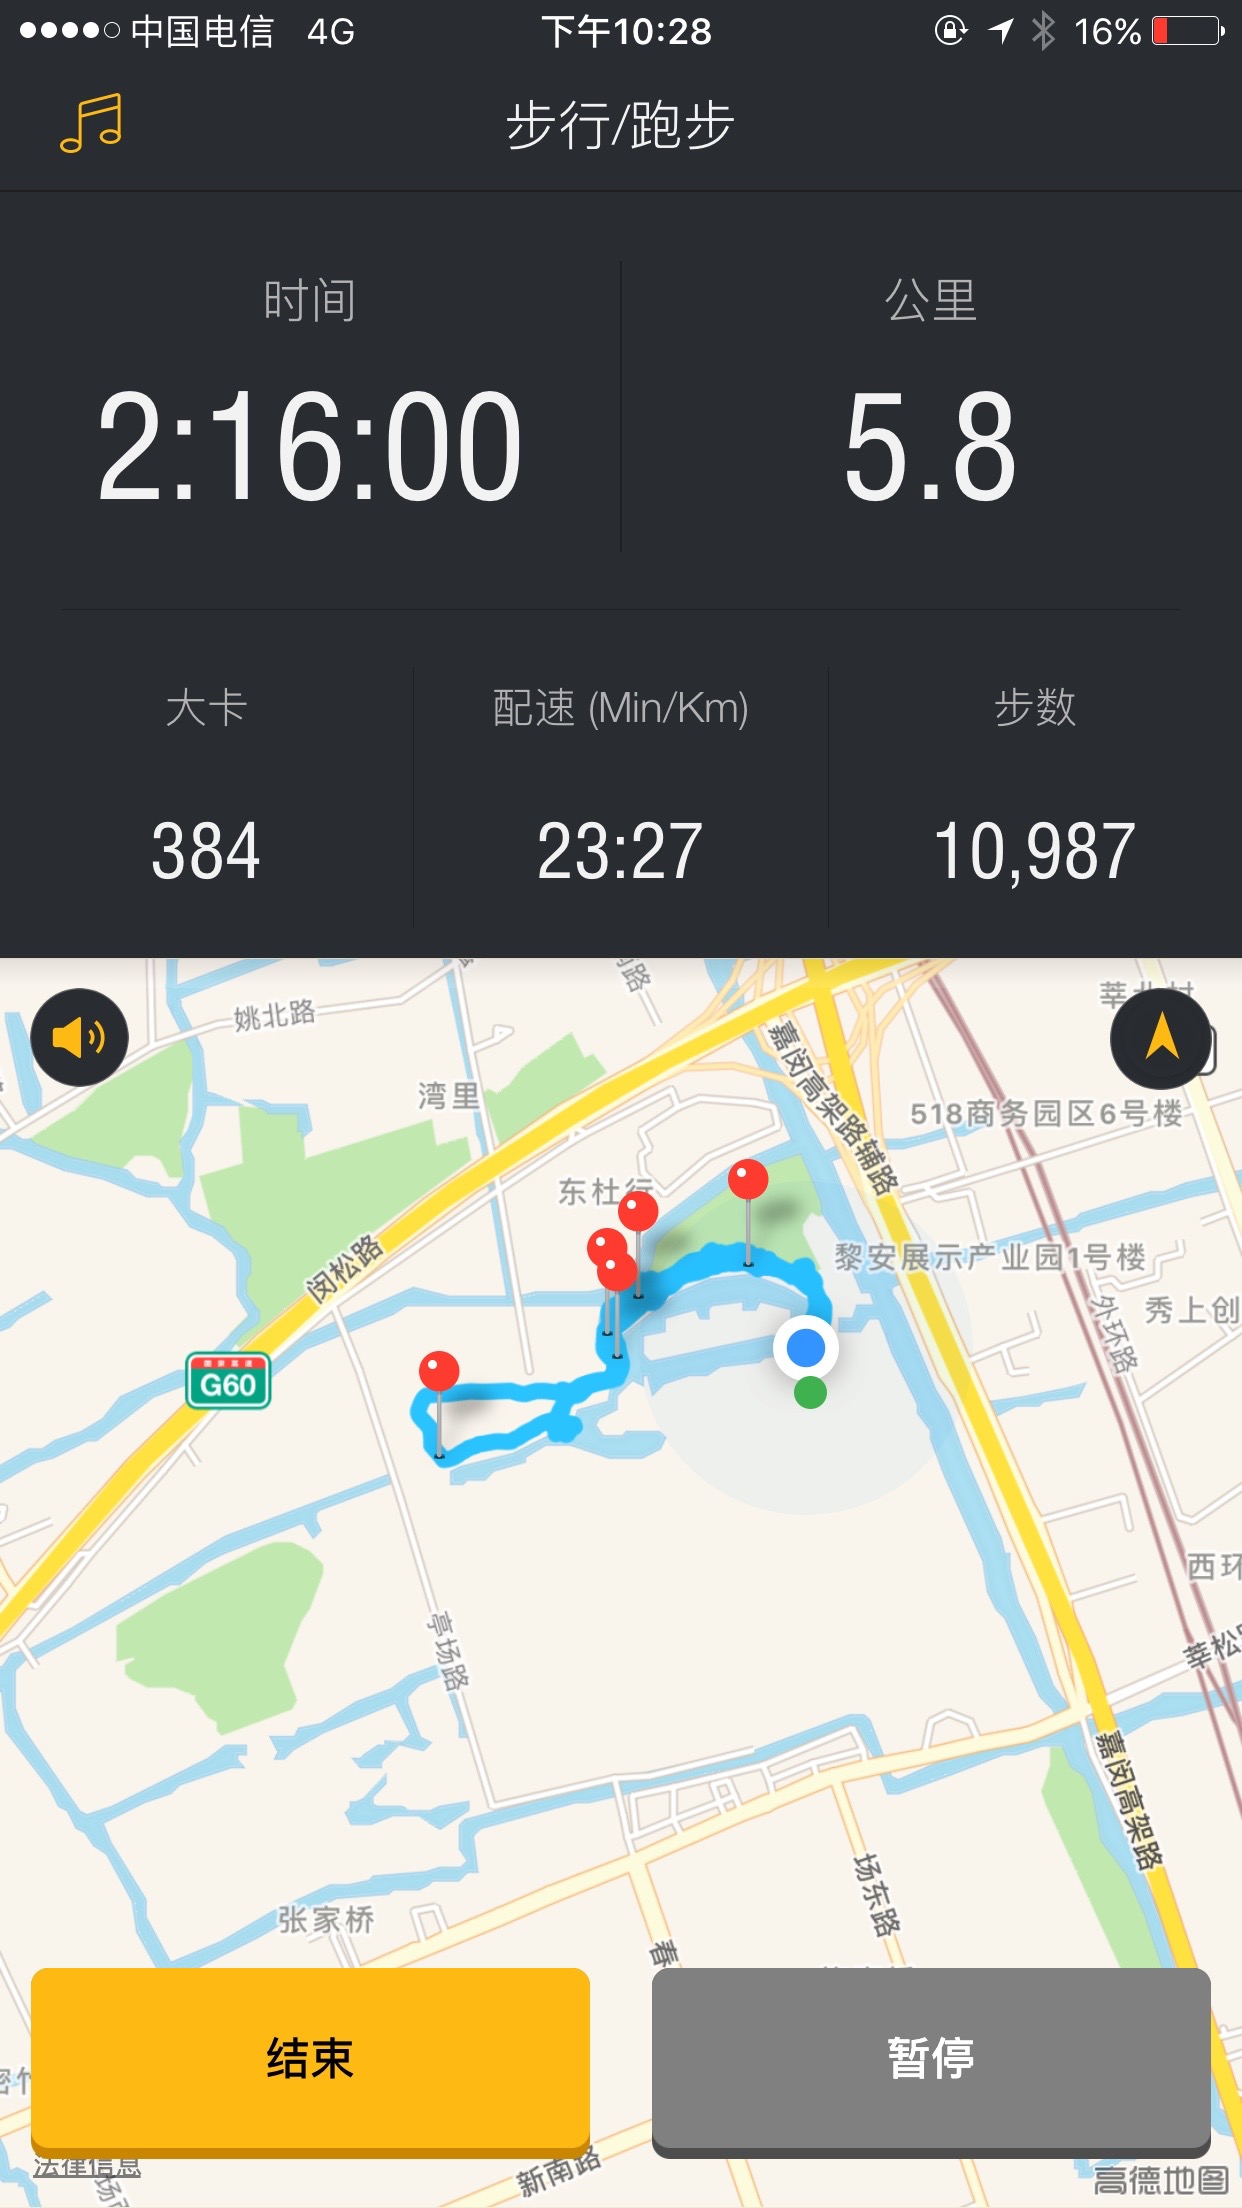 中国电信 4G 下午10:28 16%
步行/跑步
时间 公里
2:16:00 5.8
大卡 配速 (Min/Km) 步数
384 23:27 10,987
姚北路
湾里
嘉闵高架路辅路
518商务园区6号楼
东杜行
闵松路
黎安展示产业园1号楼
外环路
秀上创
国家高速
G60
西环
亭场路
莘松
嘉闵高架路
场东路
张家桥
春
结束 暂停
法律信息
新南路
高德地图